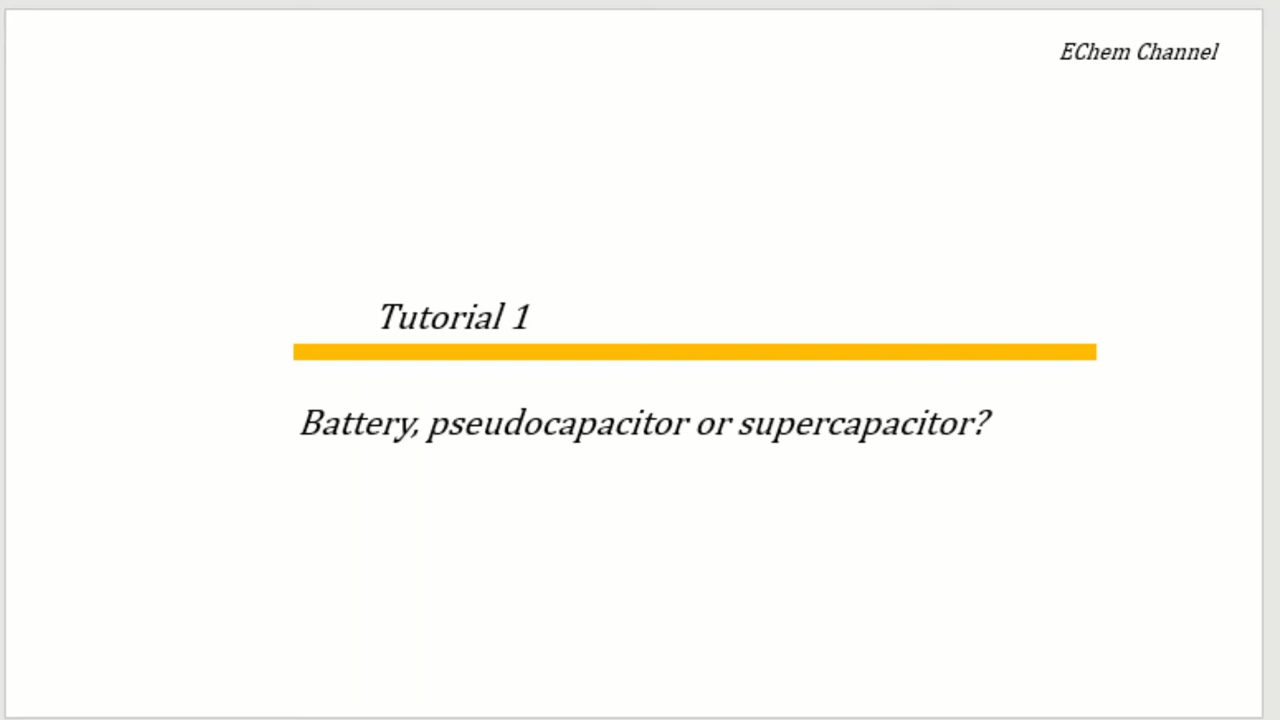 EChem Channel
Tutorial 1
Battery, pseudocapacitor or supercapacitor?